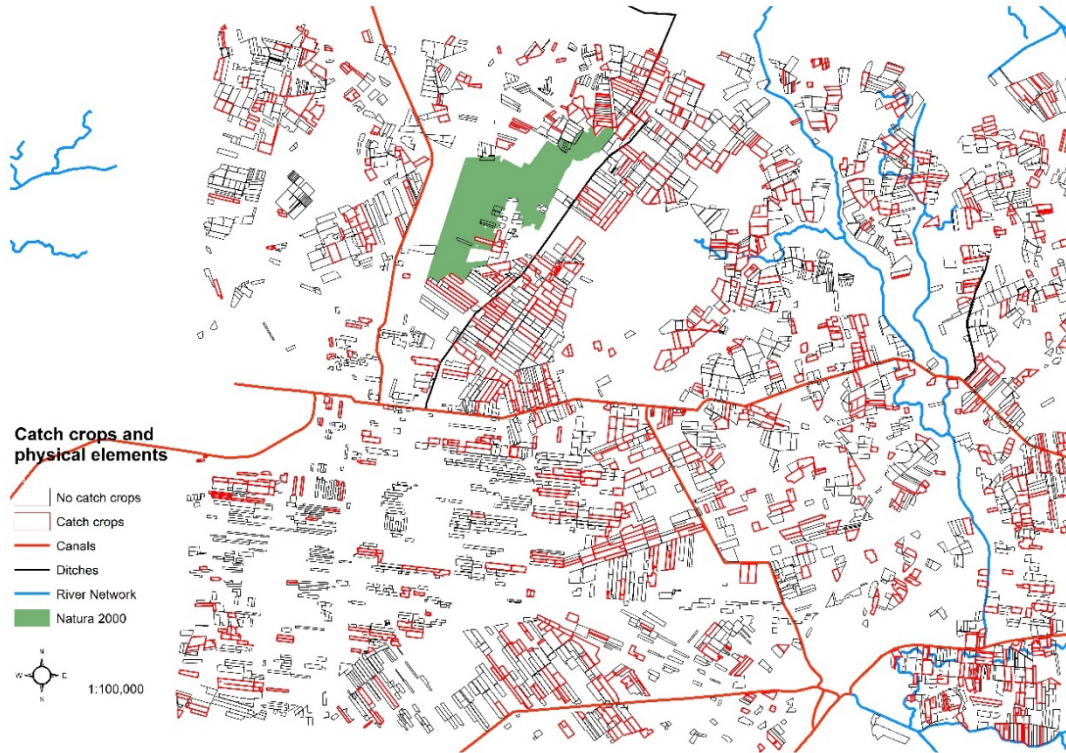 Catch crops and
physical elements
No catch crops
Catch crops
Canals
Ditches
River Network
Natura 2000
N
W E
N
1:100,000